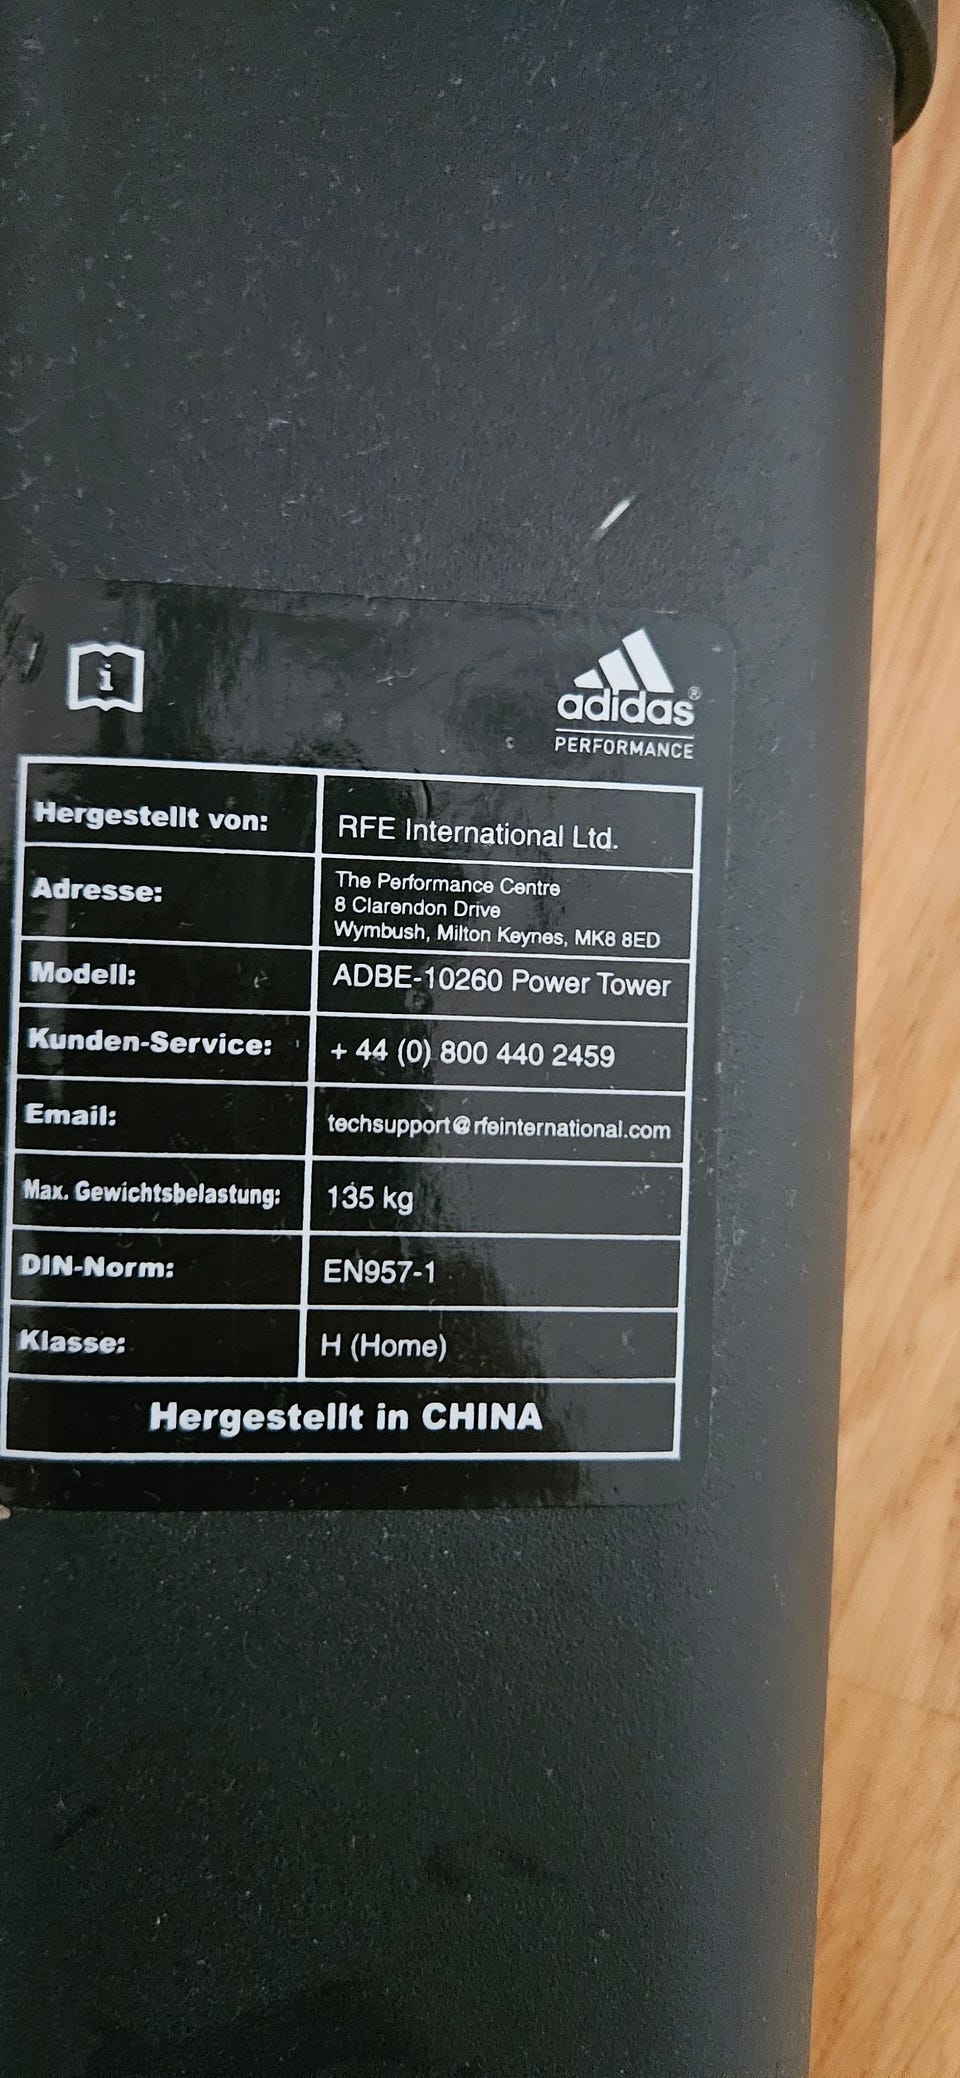 i
adidas®
PERFORMANCE
Hergestellt von: RFE International Ltd.
Adresse: The Performance Centre
8 Clarendon Drive
Wymbush, Milton Keynes, MK8 8ED
Modell: ADBE-10260 Power Tower
Kunden-Service: + 44 (0) 800 440 2459
Email: techsupport@rfeinternational.com
Max. Gewichtsbelastung: 135 kg
DIN-Norm: EN957-1
Klasse: H (Home)
Hergestellt in CHINA